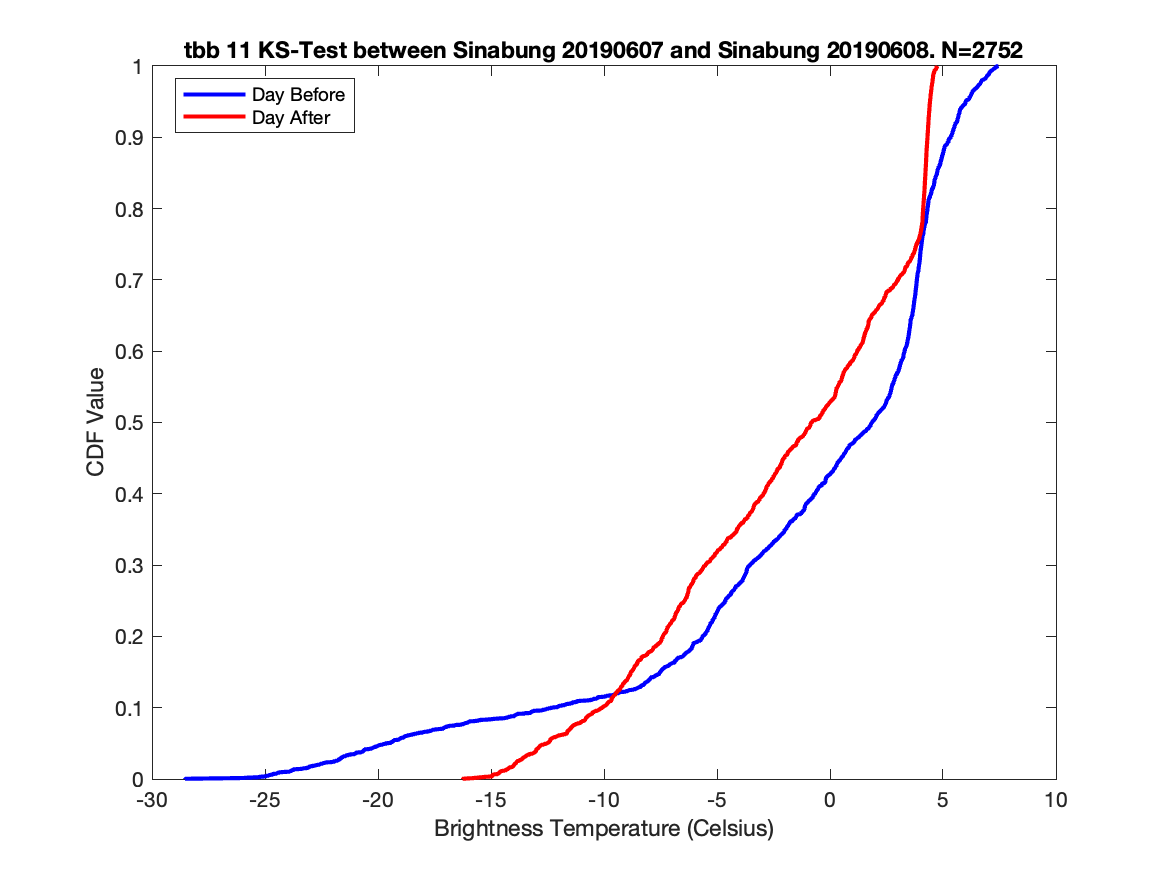 tbb 11 KS-Test between Sinabung 20190607 and Sinabung 20190608. N=2752
Day Before
Day After
1
0.9
0.8
0.7
0.6
0.5
0.4
0.3
0.2
0.1
0
CDF Value
-30 -25 -20 -15 -10 -5 0 5 10
Brightness Temperature (Celsius)